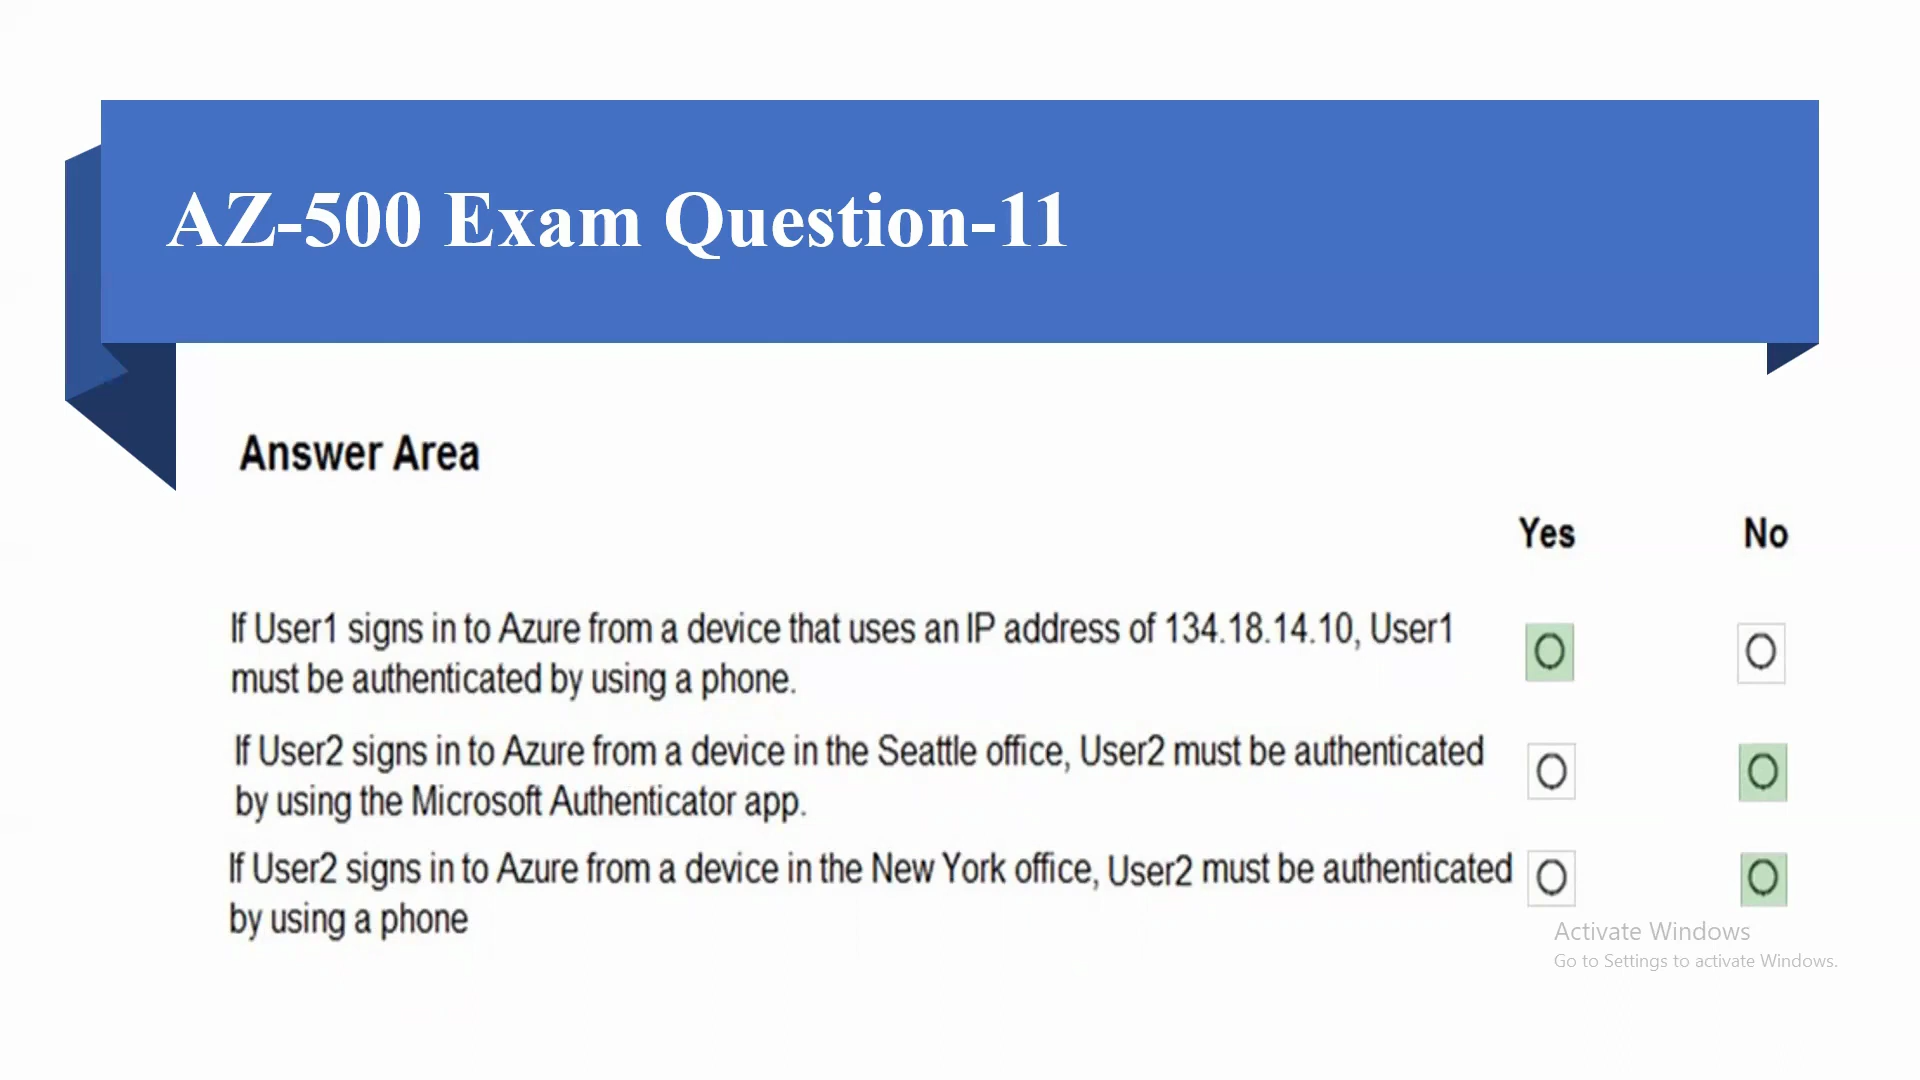 AZ-500 Exam Question-11
Answer Area
Yes No
If User1 signs in to Azure from a device that uses an IP address of 134.18.14.10, User1
must be authenticated by using a phone.
If User2 signs in to Azure from a device in the Seattle office, User2 must be authenticated
by using the Microsoft Authenticator app.
If User2 signs in to Azure from a device in the New York office, User2 must be authenticated
by using a phone
Activate Windows
Go to Settings to activate Windows.